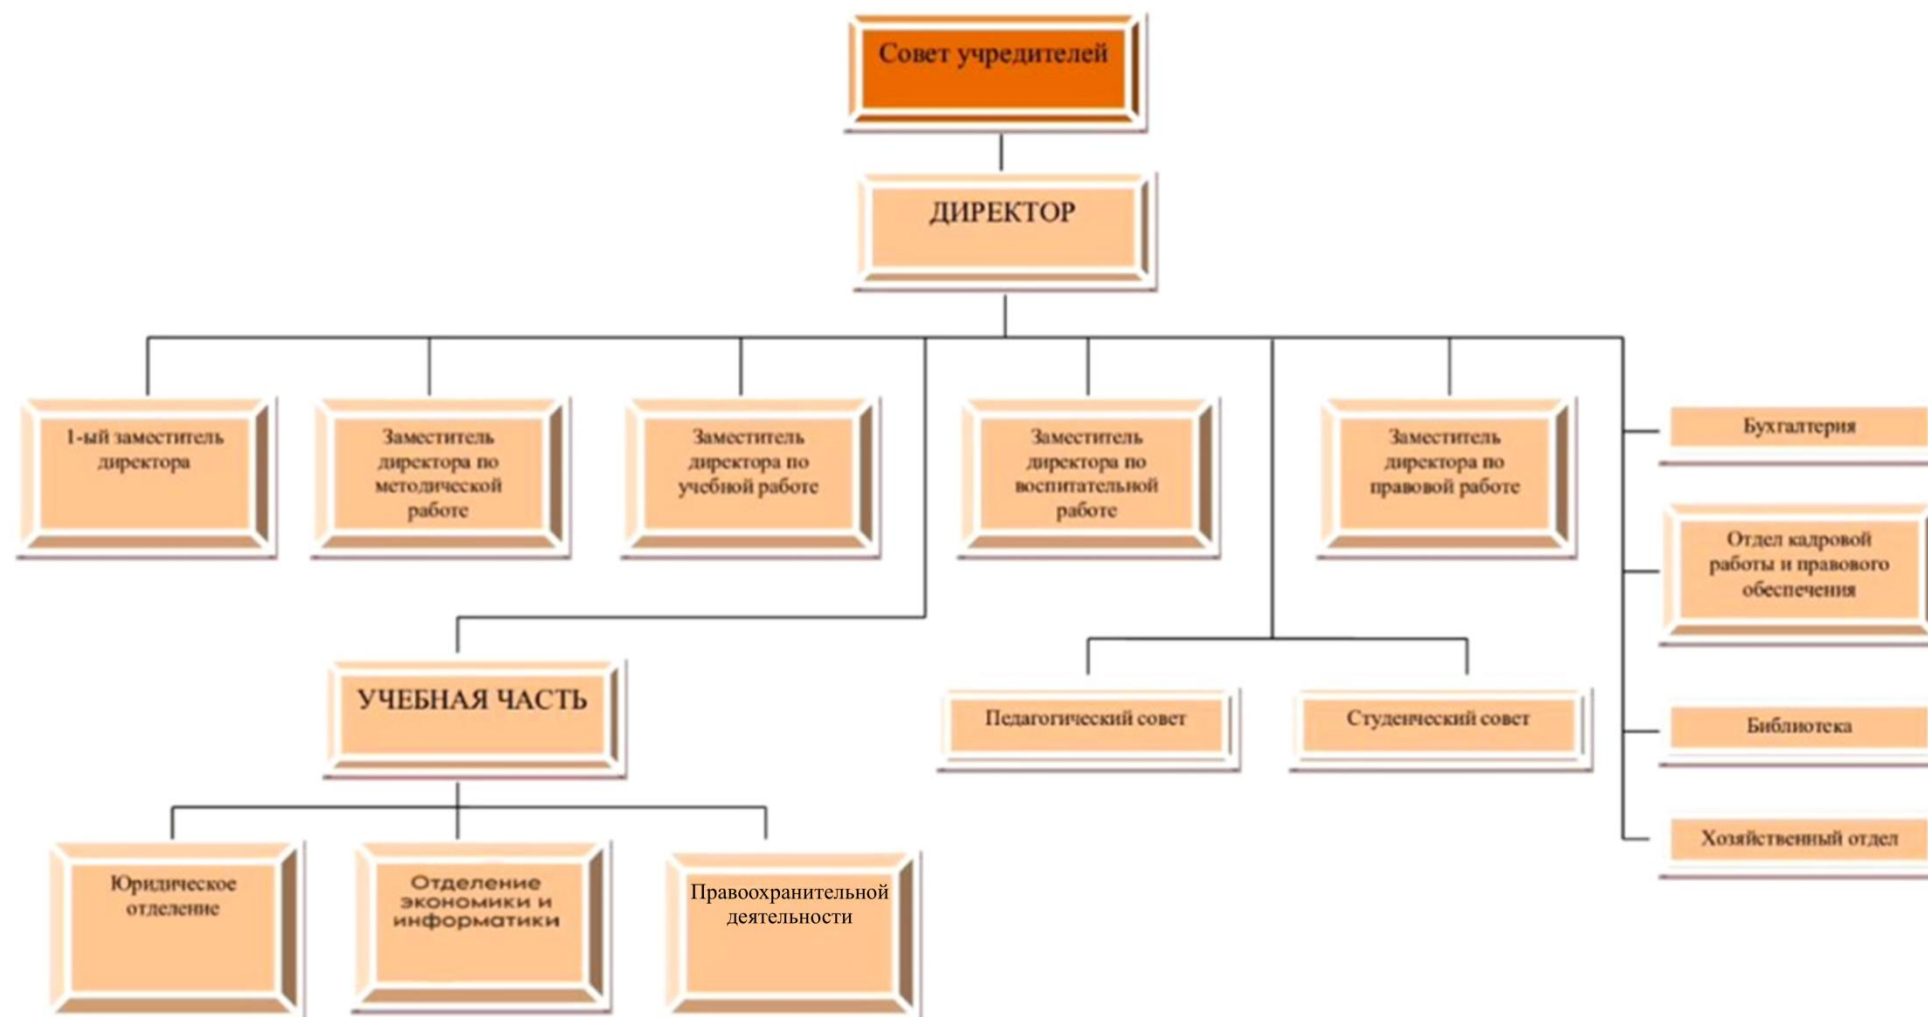 Совет учредителей
ДИРЕКТОР
1-ый заместитель
директора
Заместитель
директора по
методической
работе
Заместитель
директора по
учебной работе
Заместитель
директора по
воспитательной
работе
Заместитель
директора по
правовой работе
Бухгалтерия
Отдел кадровой
работы и правового
обеспечения
УЧЕБНАЯ ЧАСТЬ
Педагогический совет
Студенческий совет
Библиотека
Хозяйственный отдел
Юридическое
отделение
Отделение
экономики и
информатики
Правоохранительной
деятельности